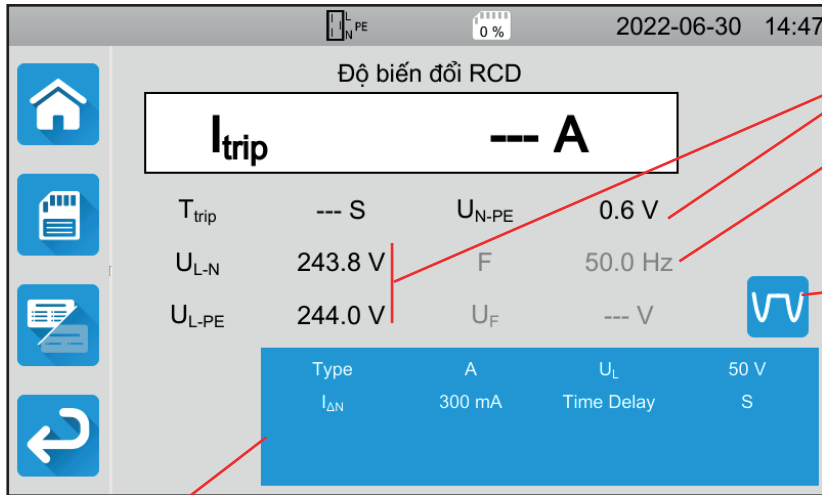 L N PE 0 % 2022-06-30 14:47
Độ biến đổi RCD
Itrip --- A
Ttrip --- S UN-PE 0.6 V
UL-N 243.8 V F 50.0 Hz
UL-PE 244.0 V UF --- V
Type A UL 50 V
IΔN 300 mA Time Delay S